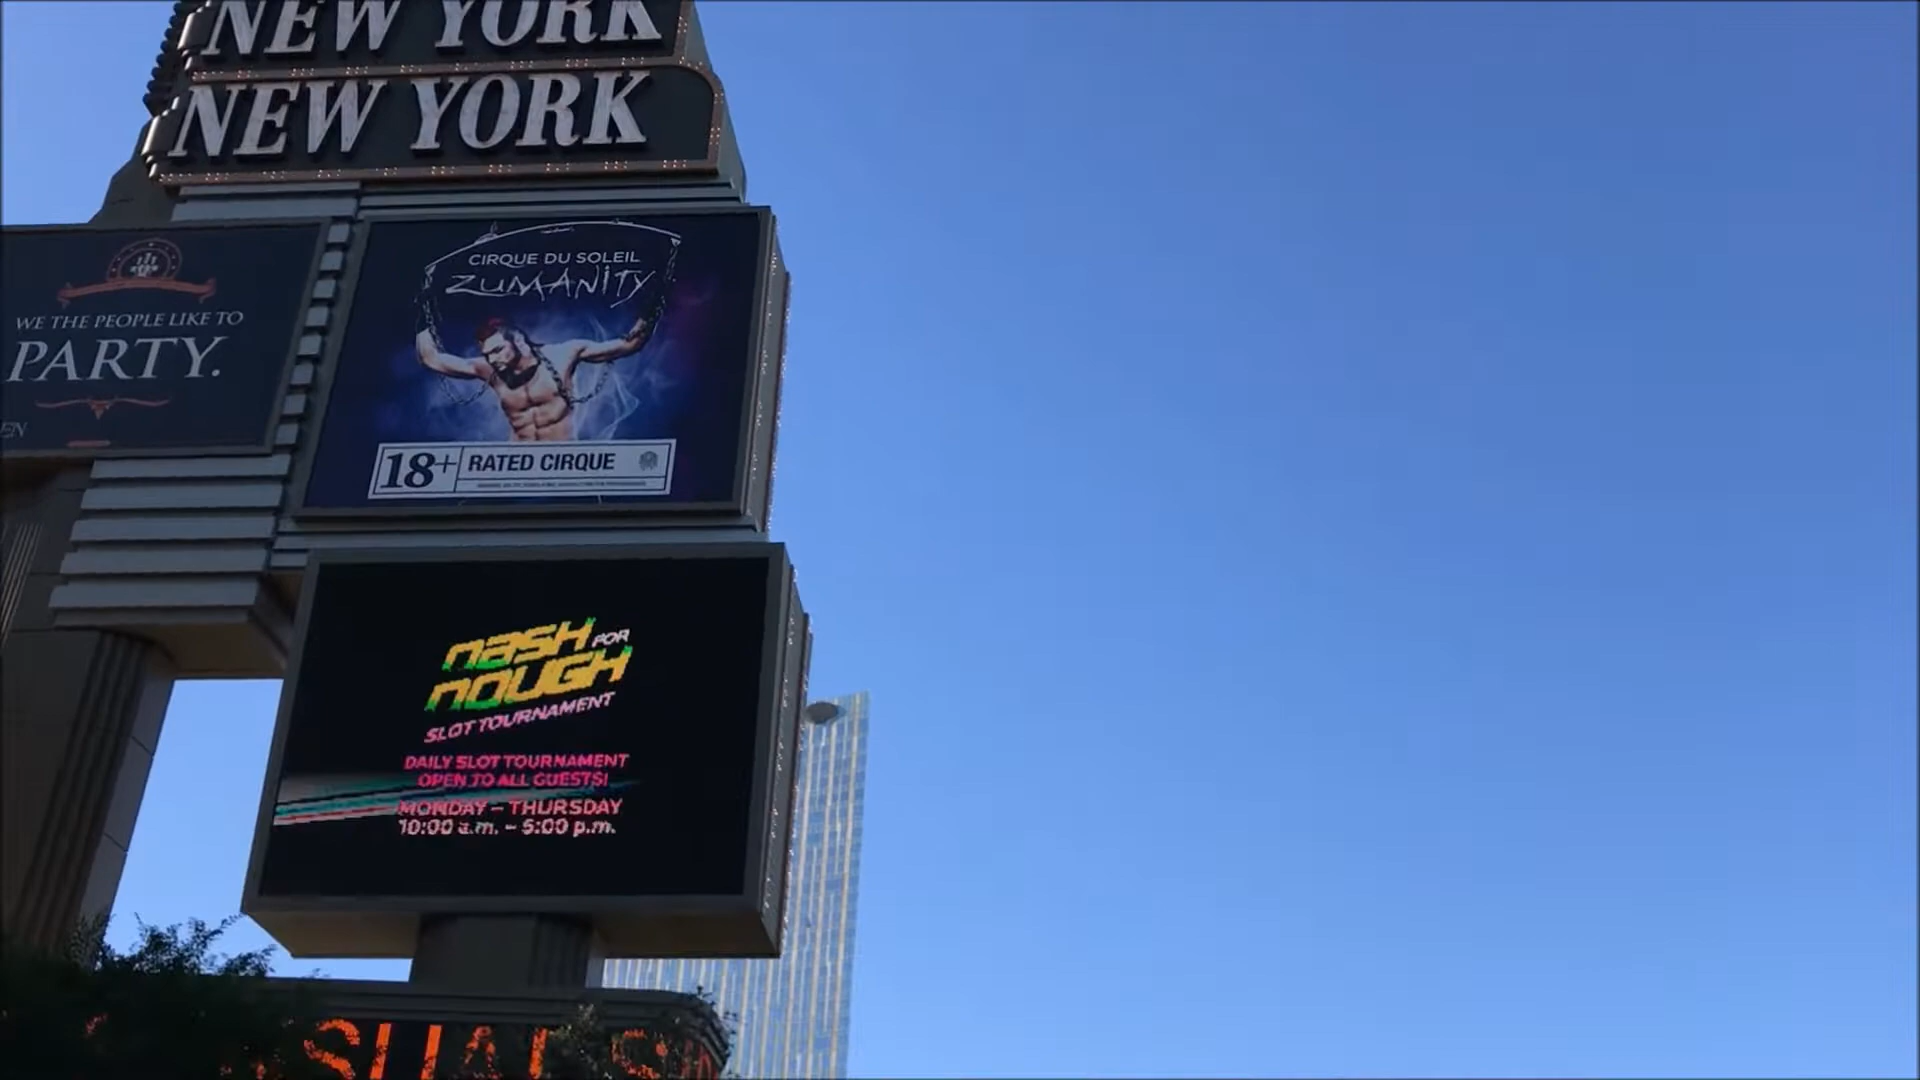 NEW YORK
NEW YORK
WE THE PEOPLE LIKE TO
PARTY.
CIRQUE DU SOLEIL
ZUMANITY
18+
RATED CIRQUE
NASH FOR
NOUGH
SLOT TOURNAMENT
DAILY SLOT TOURNAMENT
OPEN TO ALL GUESTS!
MONDAY – THURSDAY
10:00 a.m. – 5:00 p.m.